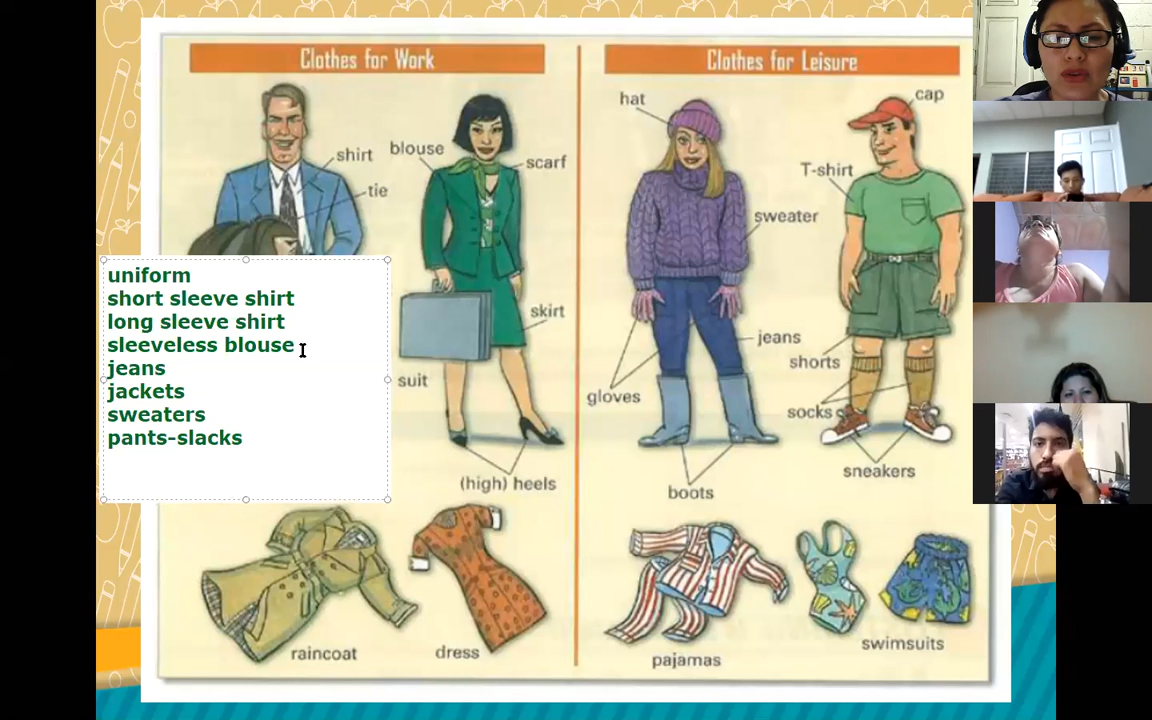 Clothes for Work
shirt
tie
blouse
scarf
skirt
suit
(high) heels
raincoat
dress
uniform
short sleeve shirt
long sleeve shirt
sleeveless blouse
jeans
jackets
sweaters
pants-slacks
Clothes for Leisure
hat
cap
T-shirt
sweater
jeans
shorts
gloves
socks
sneakers
boots
pajamas
swimsuits